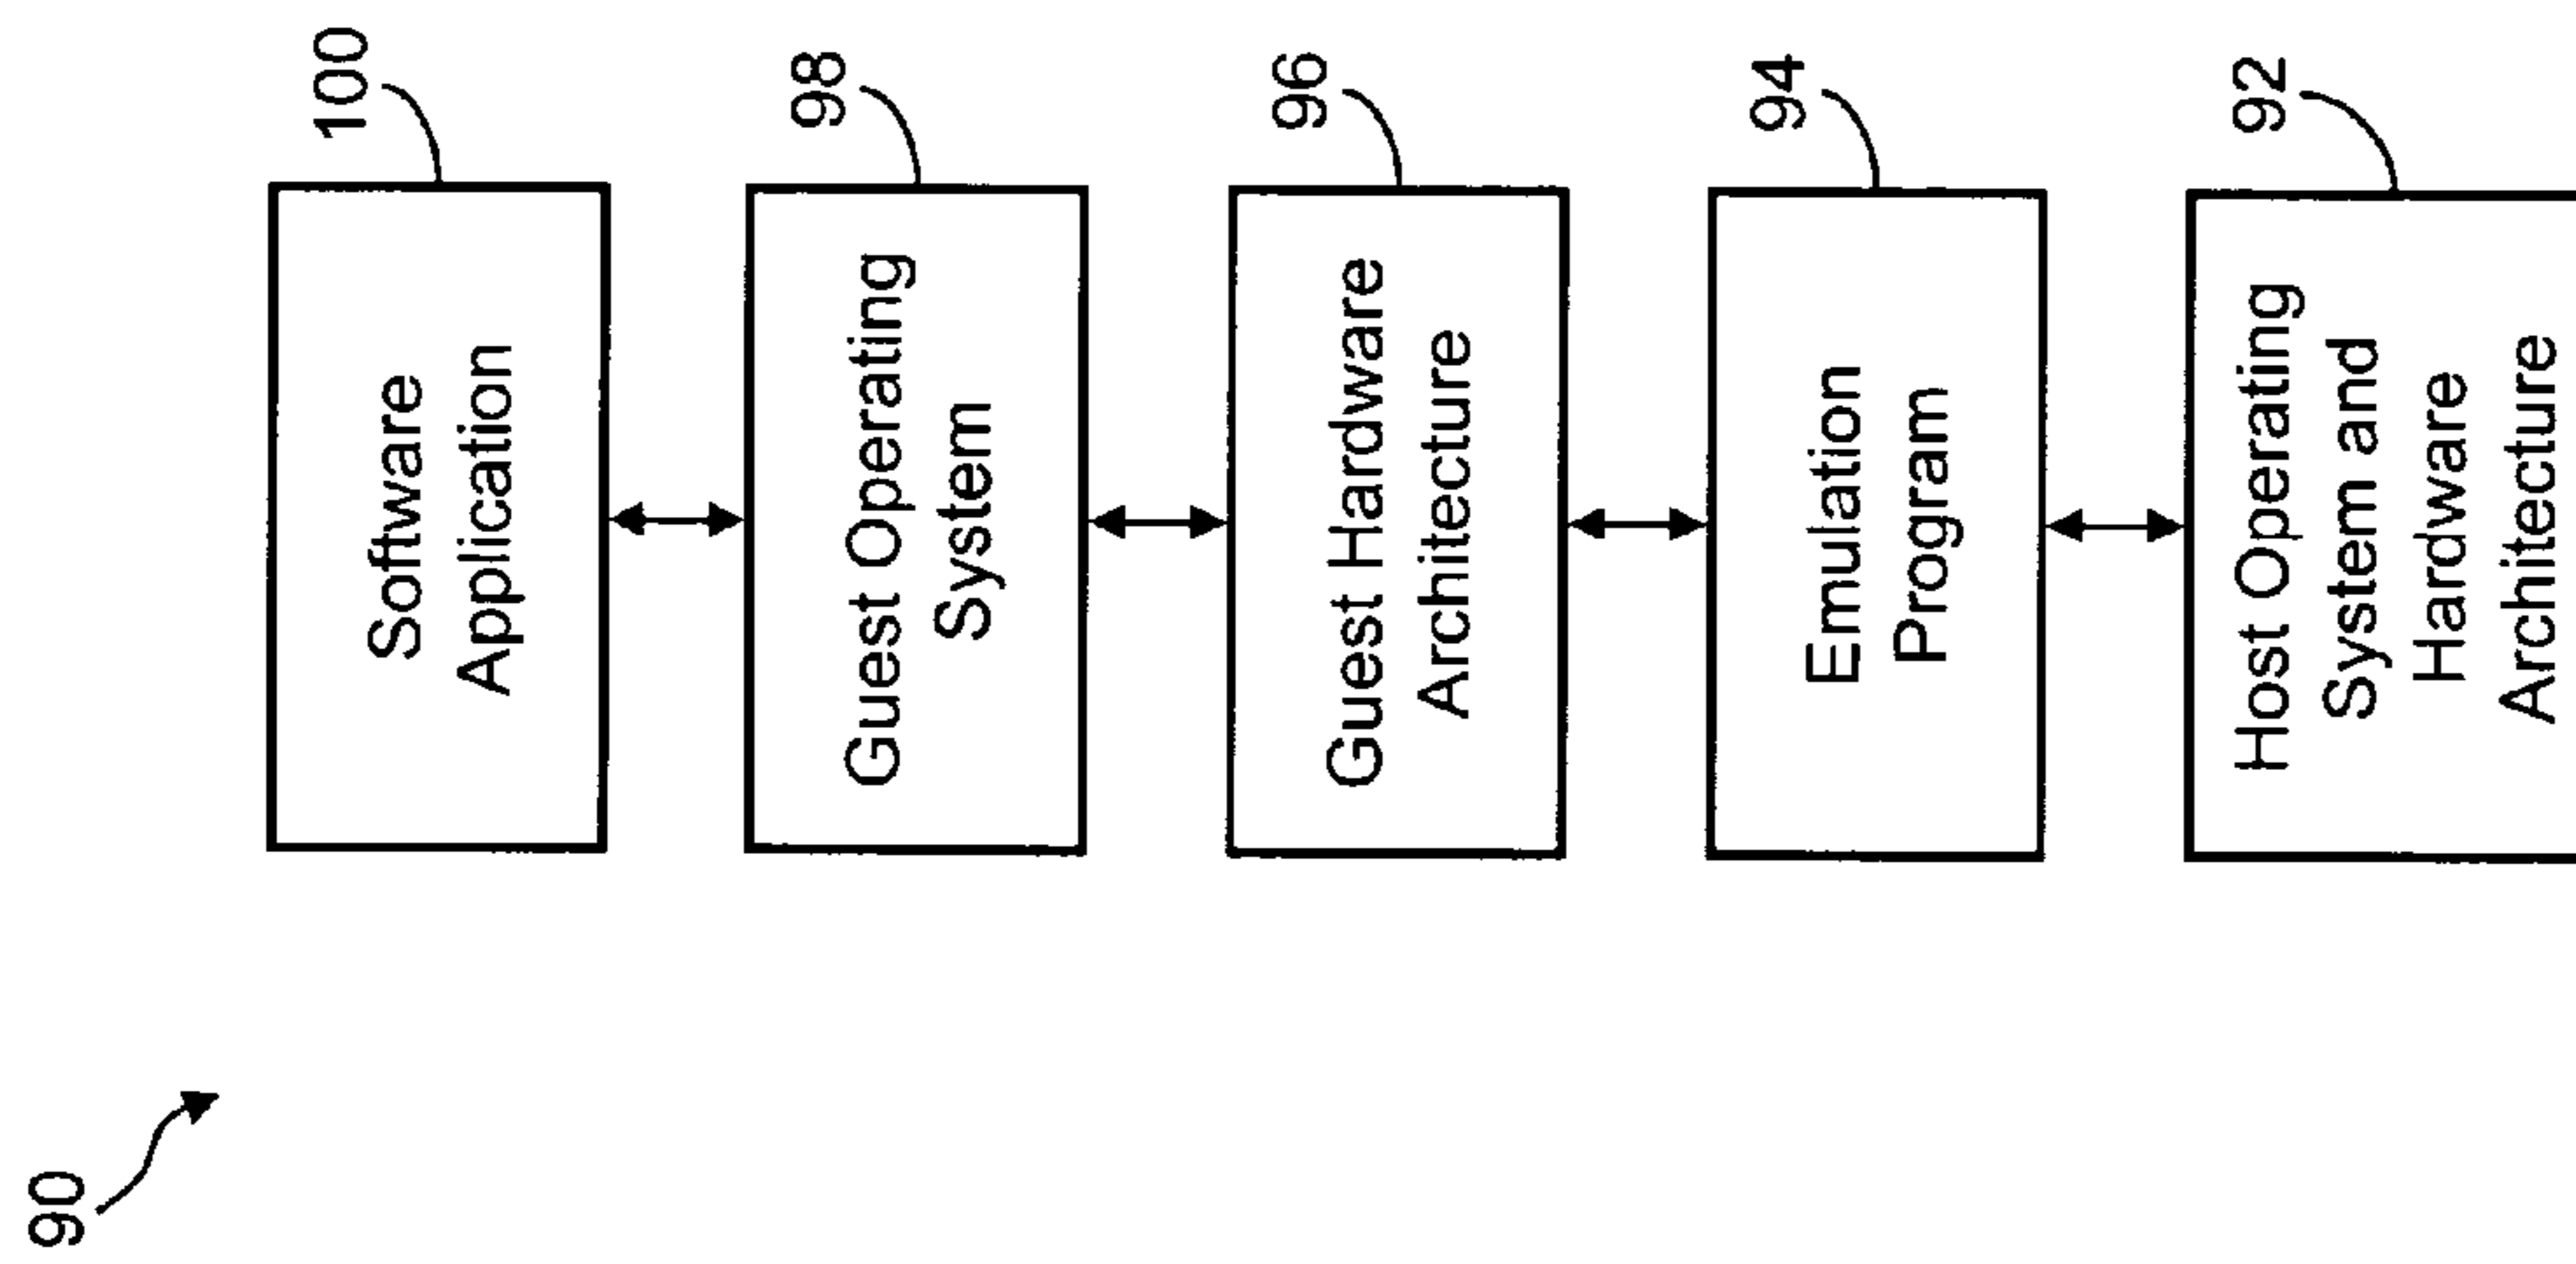 90
100
Software
Application
98
Guest Operating
System
96
Guest Hardware
Architecture
94
Emulation
Program
92
Host Operating
System and
Hardware
Architecture